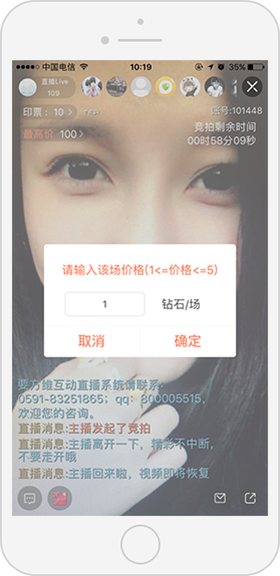 中国电信
10:19
35%
直播Live
109
印票：10 >
账号:101448
最高价 100 >
竞拍剩余时间
00时58分09秒
请输入该场价格(1<=价格<=5)
1 钻石/场
取消 确定
要方维互动直播系统请联系：
0591-83251865；qq：800005515，
欢迎您的咨询。
直播消息:主播发起了竞拍
直播消息:主播离开一下，精彩不中断，
不要走开哦
直播消息:主播回来啦，视频即将恢复